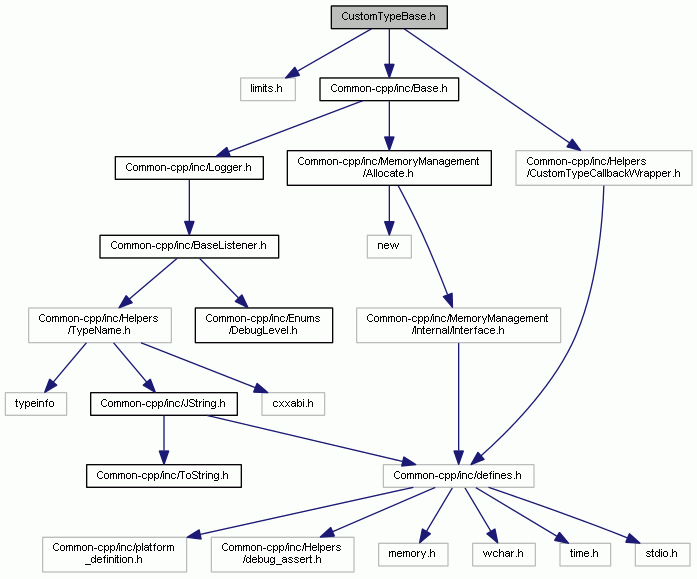 CustomTypeBase.h
limits.h
Common-cpp/inc/Base.h
Common-cpp/inc/Logger.h
Common-cpp/inc/MemoryManagement
/Allocate.h
Common-cpp/inc/Helpers
/CustomTypeCallbackWrapper.h
Common-cpp/inc/BaseListener.h
new
Common-cpp/inc/Helpers
/TypeName.h
Common-cpp/inc/Enums
/DebugLevel.h
Common-cpp/inc/MemoryManagement
/Internal/Interface.h
typeinfo
Common-cpp/inc/JString.h
cxxabi.h
Common-cpp/inc/ToString.h
Common-cpp/inc/defines.h
Common-cpp/inc/platform
_definition.h
Common-cpp/inc/Helpers
/debug_assert.h
memory.h
wchar.h
time.h
stdio.h